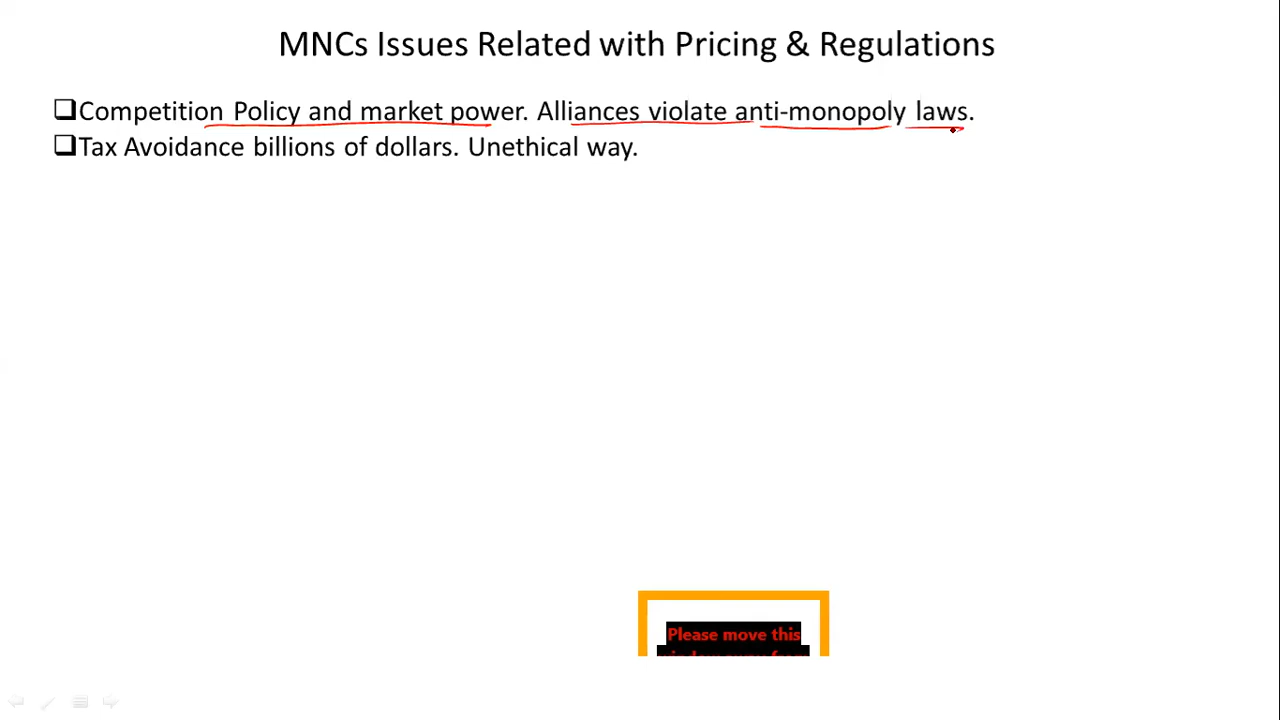 MNCs Issues Related with Pricing & Regulations
❑Competition Policy and market power. Alliances violate anti-monopoly laws.
❑Tax Avoidance billions of dollars. Unethical way.
Please move this